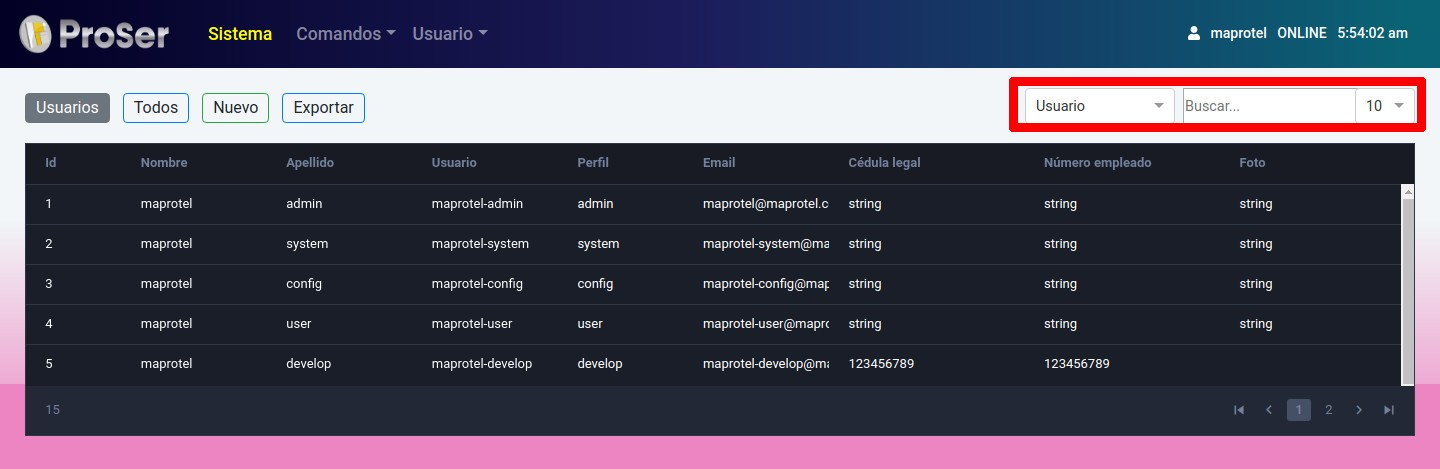 ProSer Sistema Comandos Usuario maprotel ONLINE 5:54:02 am
Usuarios Todos Nuevo Exportar Usuario Buscar... 10
Id Nombre Apellido Usuario Perfil Email Cédula legal Número empleado Foto
1 maprotel admin maprotel-admin admin maprotel@maprotel.c string string string
2 maprotel system maprotel-system system maprotel-system@ma string string string
3 maprotel config maprotel-config config maprotel-config@map string string string
4 maprotel user maprotel-user user maprotel-user@mapro string string string
5 maprotel develop maprotel-develop develop maprotel-develop@ma 123456789 123456789
15 1 2